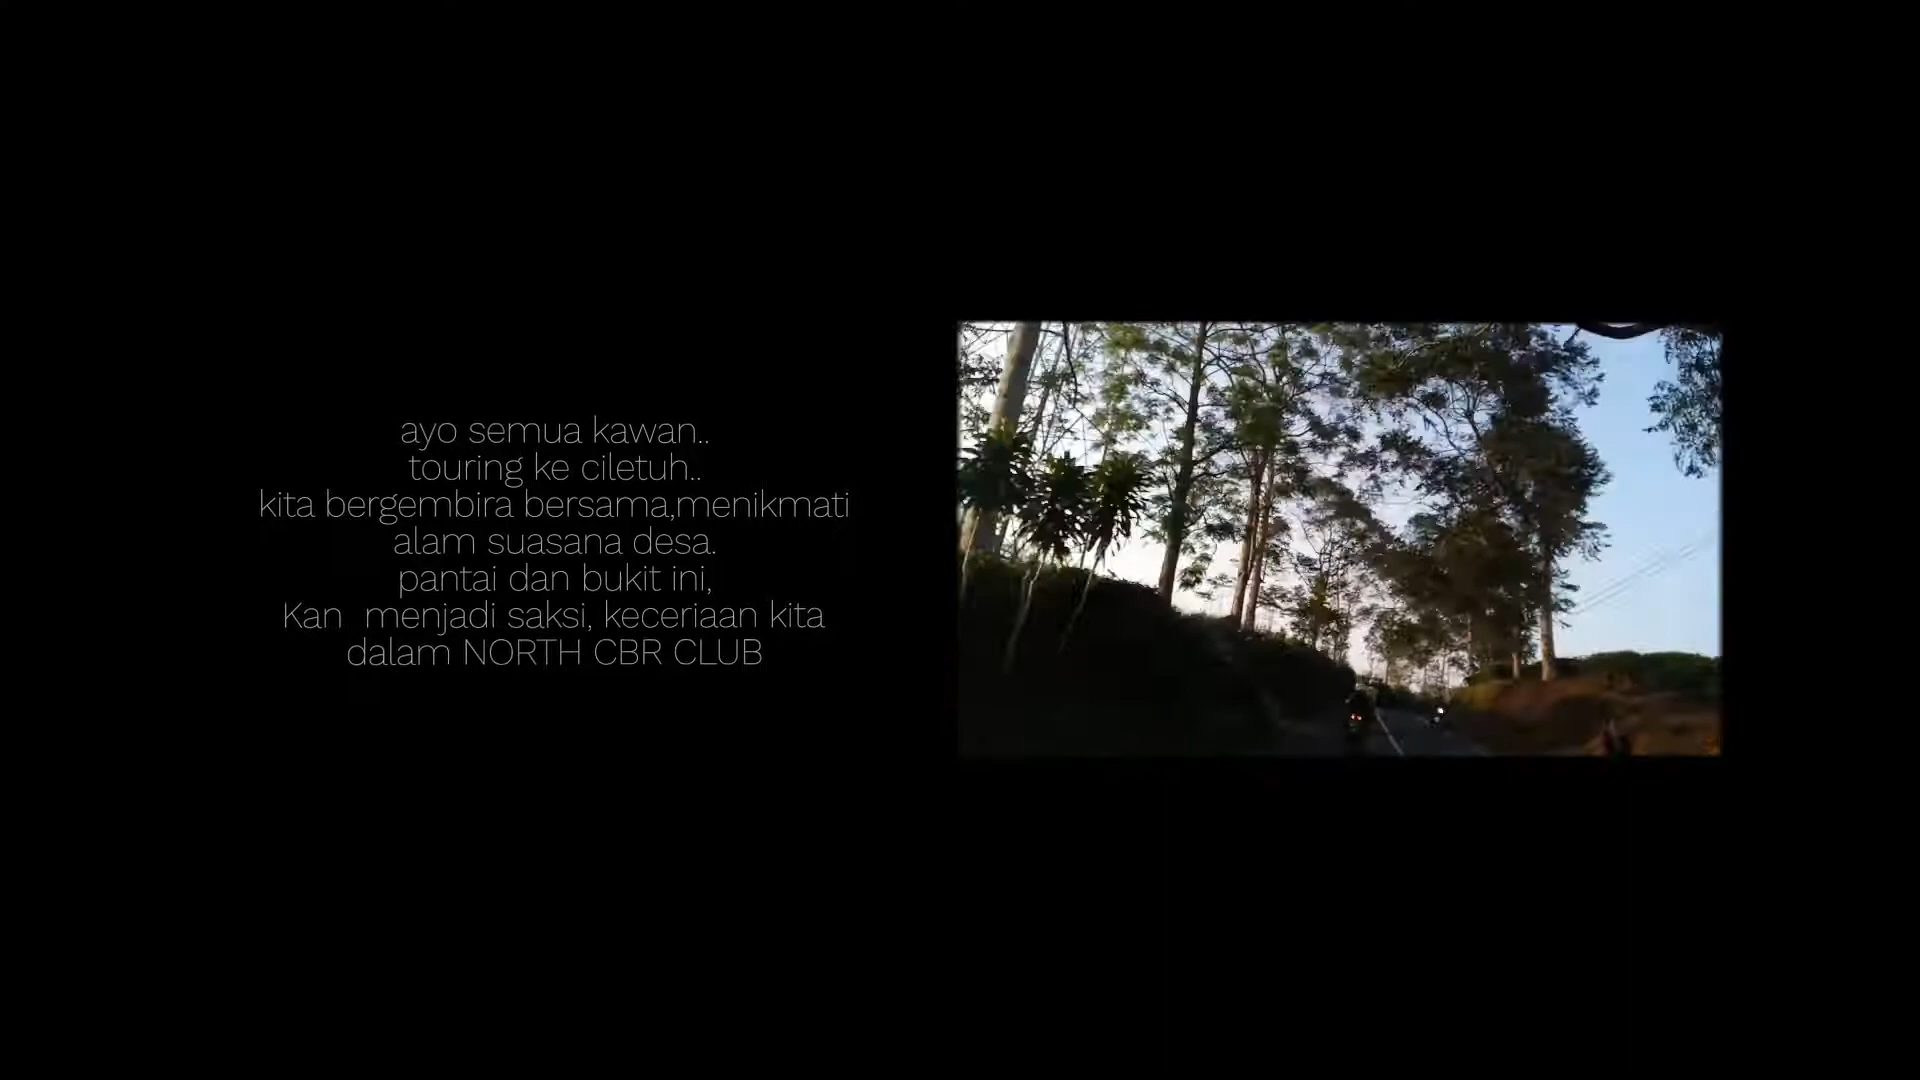 ayo semua kawan..
touring ke ciletuh..
kita bergembira bersama,menikmati
alam suasana desa.
pantai dan bukit ini,
Kan  menjadi saksi, keceriaan kita
dalam NORTH CBR CLUB